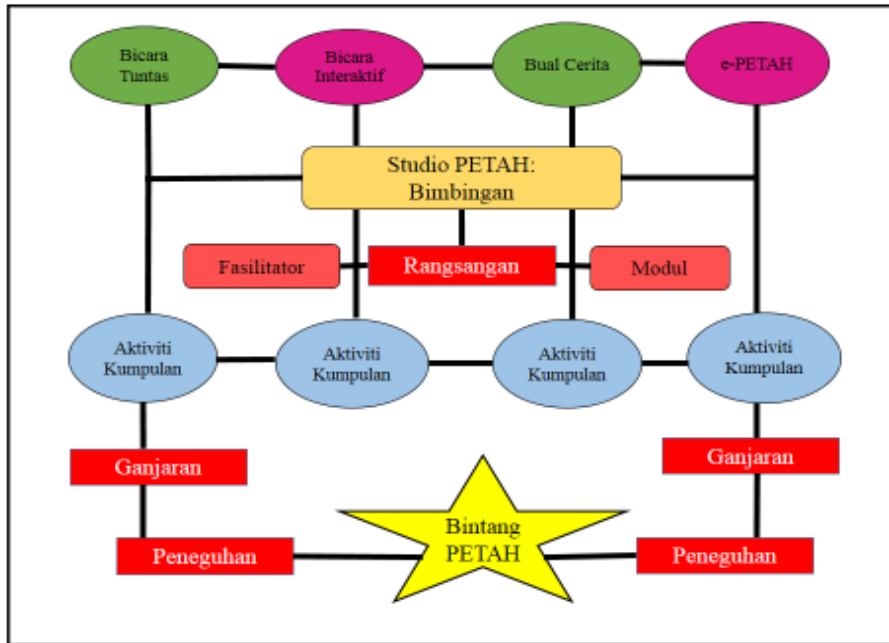 Bicara
Tuntas
Bicara
Interaktif
Bual Cerita
e-PETAH
Studio PETAH:
Bimbingan
Fasilitator
Rangsangan
Modul
Aktiviti
Kumpulan
Aktiviti
Kumpulan
Aktiviti
Kumpulan
Aktiviti
Kumpulan
Ganjaran
Ganjaran
Bintang
PETAH
Peneguhan
Peneguhan